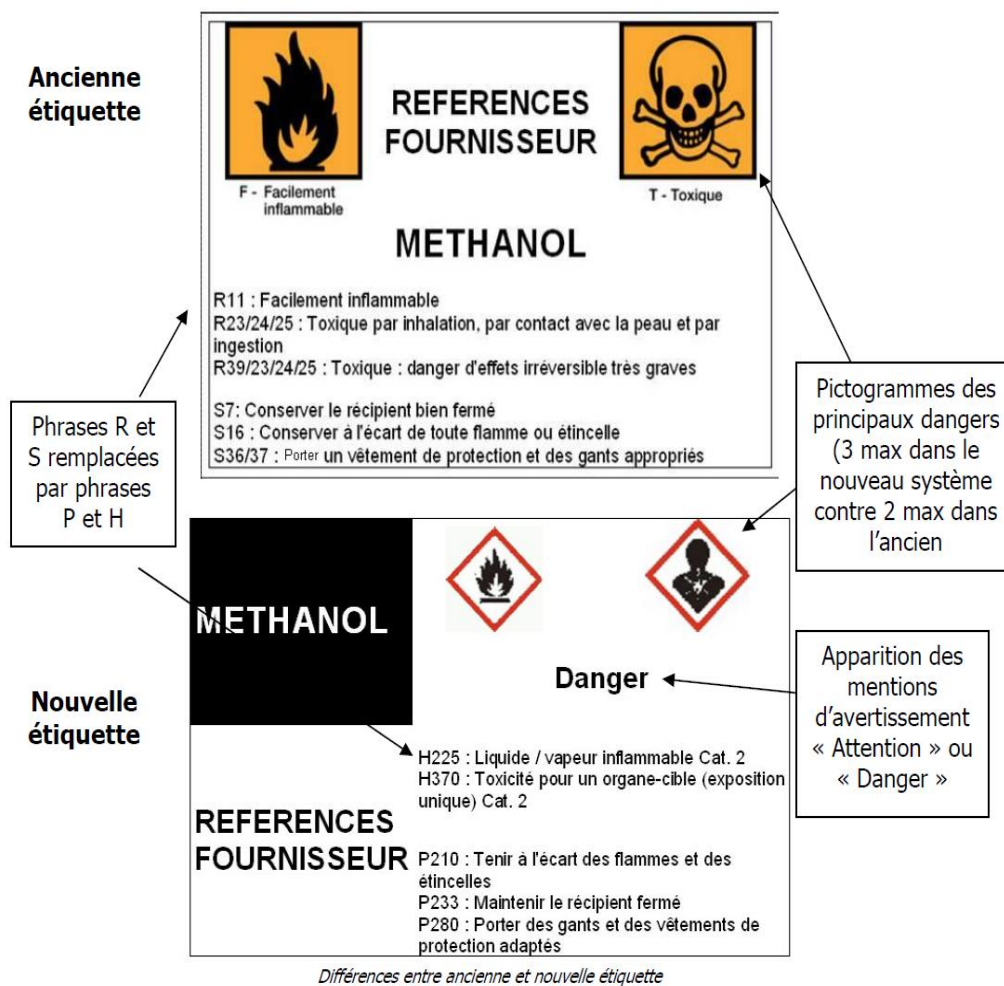 Ancienne
étiquette
REFERENCES
FOURNISSEUR
F - Facilement
inflammable
T - Toxique
METHANOL
R11 : Facilement inflammable
R23/24/25 : Toxique par inhalation, par contact avec la peau et par
ingestion
R39/23/24/25 : Toxique : danger d'effets irréversible très graves
S7: Conserver le récipient bien fermé
S16 : Conserver à l'écart de toute flamme ou étincelle
S36/37 : Porter un vêtement de protection et des gants appropriés
Phrases R et
S remplacées
par phrases
P et H
Pictogrammes des
principaux dangers
(3 max dans le
nouveau système
contre 2 max dans
l'ancien
Nouvelle
étiquette
METHANOL
Danger
Apparition des
mentions
d'avertissement
« Attention » ou
« Danger »
H225 : Liquide / vapeur inflammable Cat. 2
H370 : Toxicité pour un organe-cible (exposition
unique) Cat. 2
REFERENCES
FOURNISSEUR
P210 : Tenir à l'écart des flammes et des
étincelles
P233 : Maintenir le récipient fermé
P280 : Porter des gants et des vêtements de
protection adaptés
Différences entre ancienne et nouvelle étiquette